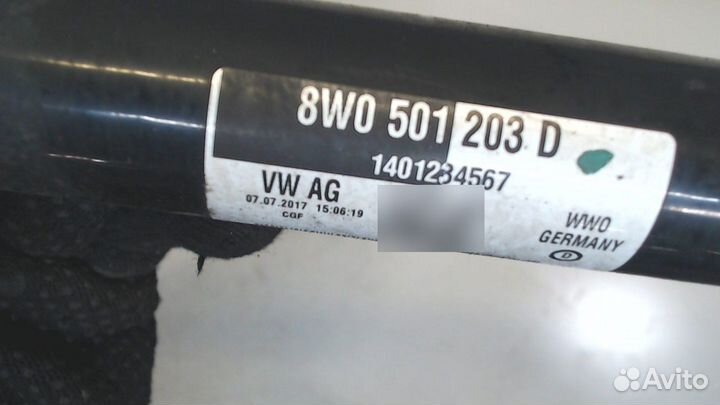 8W0 501 203 D
1401234567
VW AG
07.07.2017 15:06:19
CGF
WWO
GERMANY
D
Avito